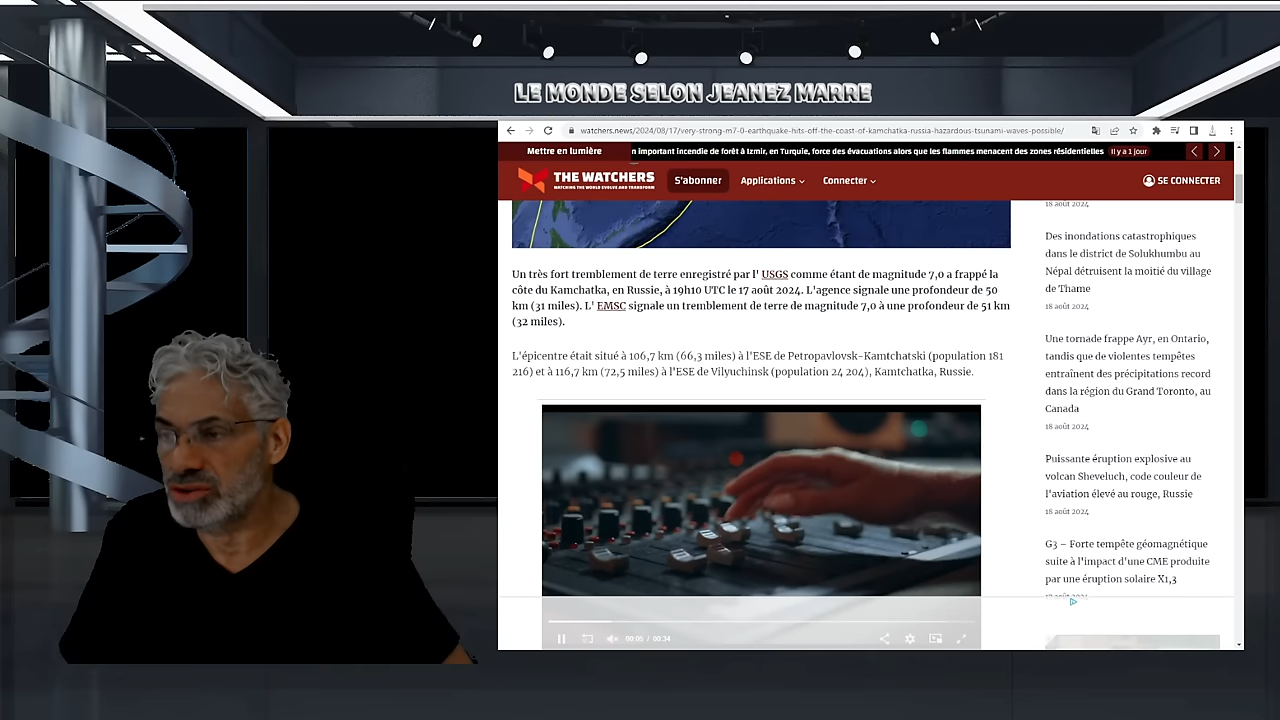 LE MONDE SELON JEANEZ MARRE
watchers.news/2024/08/17/very-strong-m7-0-earthquake-hits-off-the-coast-of-kamchatka-russia-hazardous-tsunami-waves-possible/
Mettre en lumière
n important incendie de forêt à Izmir, en Turquie, force des évacuations alors que les flammes menacent des zones résidentielles
Il y a 1 jour
THE WATCHERS
WATCHING THE WORLD EVOLVE AND TRANSFORM
S'abonner
Applications
Connecter
SE CONNECTER
Un très fort tremblement de terre enregistré par l' USGS comme étant de magnitude 7,0 a frappé la
côte du Kamchatka, en Russie, à 19h10 UTC le 17 août 2024. L'agence signale une profondeur de 50
km (31 miles). L' EMSC signale un tremblement de terre de magnitude 7,0 à une profondeur de 51 km
(32 miles).
L'épicentre était situé à 106,7 km (66,3 miles) à l'ESE de Petropavlovsk-Kamtchatski (population 181
216) et à 116,7 km (72,5 miles) à l'ESE de Vilyuchinsk (population 24 204), Kamtchatka, Russie.
00:05 / 00:34
18 août 2024
Des inondations catastrophiques
dans le district de Solukhumbu au
Népal détruisent la moitié du village
de Thame
18 août 2024
Une tornade frappe Ayr, en Ontario,
tandis que de violentes tempêtes
entraînent des précipitations record
dans la région du Grand Toronto, au
Canada
18 août 2024
Puissante éruption explosive au
volcan Sheveluch, code couleur de
l'aviation élevé au rouge, Russie
18 août 2024
G3 – Forte tempête géomagnétique
suite à l'impact d'une CME produite
par une éruption solaire X1,3